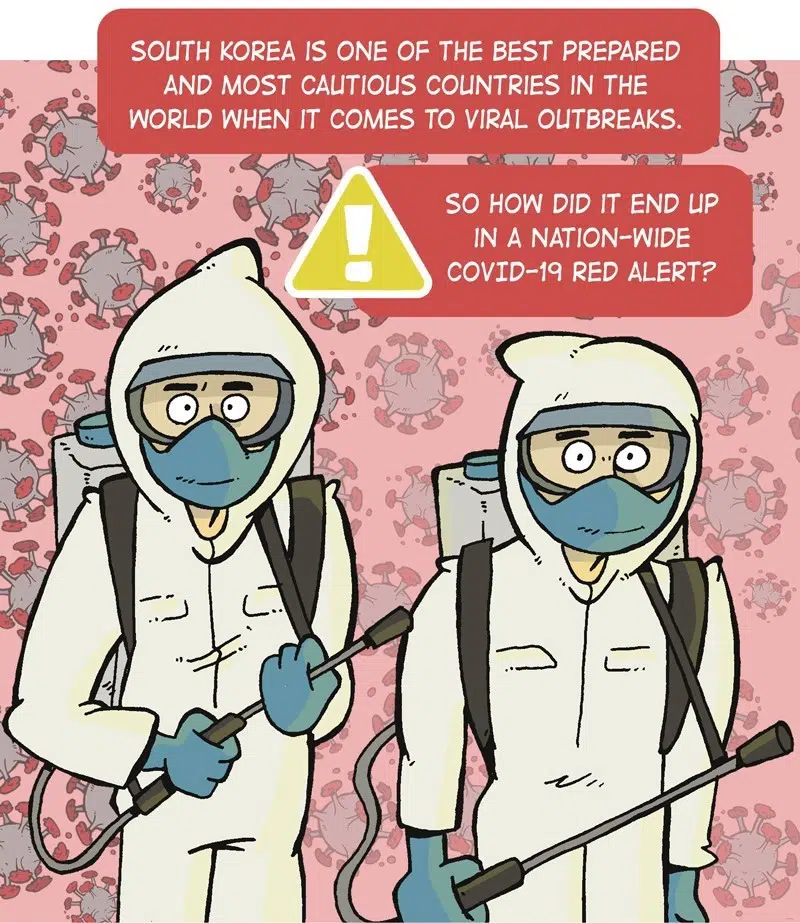 SOUTH KOREA IS ONE OF THE BEST PREPARED
AND MOST CAUTIOUS COUNTRIES IN THE
WORLD WHEN IT COMES TO VIRAL OUTBREAKS.
SO HOW DID IT END UP
IN A NATION-WIDE
COVID-19 RED ALERT?
!